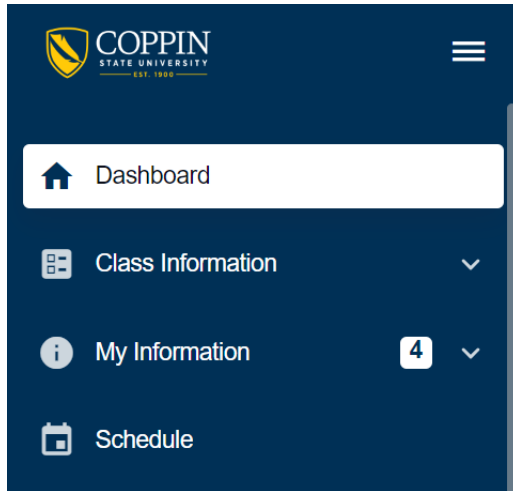 COPPIN
STATE UNIVERSITY
EST. 1900
Dashboard
Class Information
My Information 4
Schedule